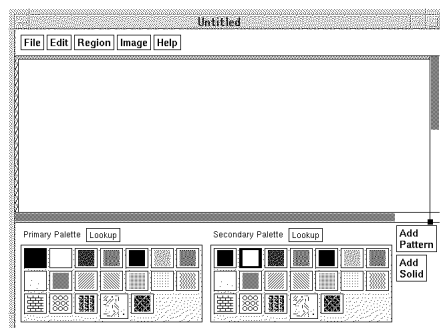 Untitled
File Edit Region Image Help
Primary Palette Lookup Secondary Palette Lookup
Add Pattern
Add Solid